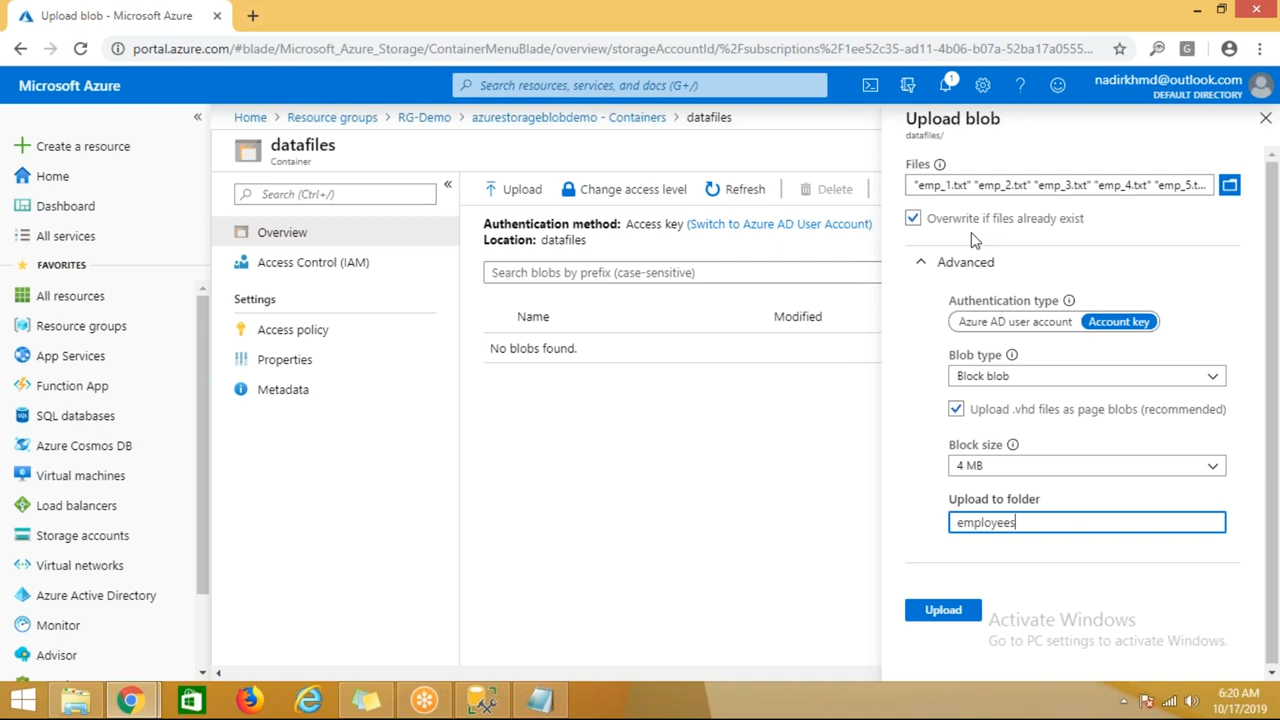 Upload blob - Microsoft Azure
portal.azure.com/#blade/Microsoft_Azure_Storage/ContainerMenuBlade/overview/storageAccountId/%2Fsubscriptions%2F1ee52c35-ad11-4b06-b07a-52ba17a0555...
Microsoft Azure
Search resources, services, and docs (G+/)
1
nadirkhmd@outlook.com
DEFAULT DIRECTORY
Create a resource
Home
Dashboard
All services
FAVORITES
All resources
Resource groups
App Services
Function App
SQL databases
Azure Cosmos DB
Virtual machines
Load balancers
Storage accounts
Virtual networks
Azure Active Directory
Monitor
Advisor
Home > Resource groups > RG-Demo > azurestorageblobdemo - Containers > datafiles
datafiles
Container
Search (Ctrl+/)
Overview
Access Control (IAM)
Settings
Access policy
Properties
Metadata
Upload Change access level Refresh Delete
Authentication method: Access key (Switch to Azure AD User Account)
Location: datafiles
Search blobs by prefix (case-sensitive)
Name Modified
No blobs found.
Upload blob
datafiles/
Files
"emp_1.txt" "emp_2.txt" "emp_3.txt" "emp_4.txt" "emp_5.t...
Overwrite if files already exist
Advanced
Authentication type
Azure AD user account Account key
Blob type
Block blob
Upload .vhd files as page blobs (recommended)
Block size
4 MB
Upload to folder
employees
Upload
Activate Windows
Go to PC settings to activate Windows.
6:20 AM
10/17/2019